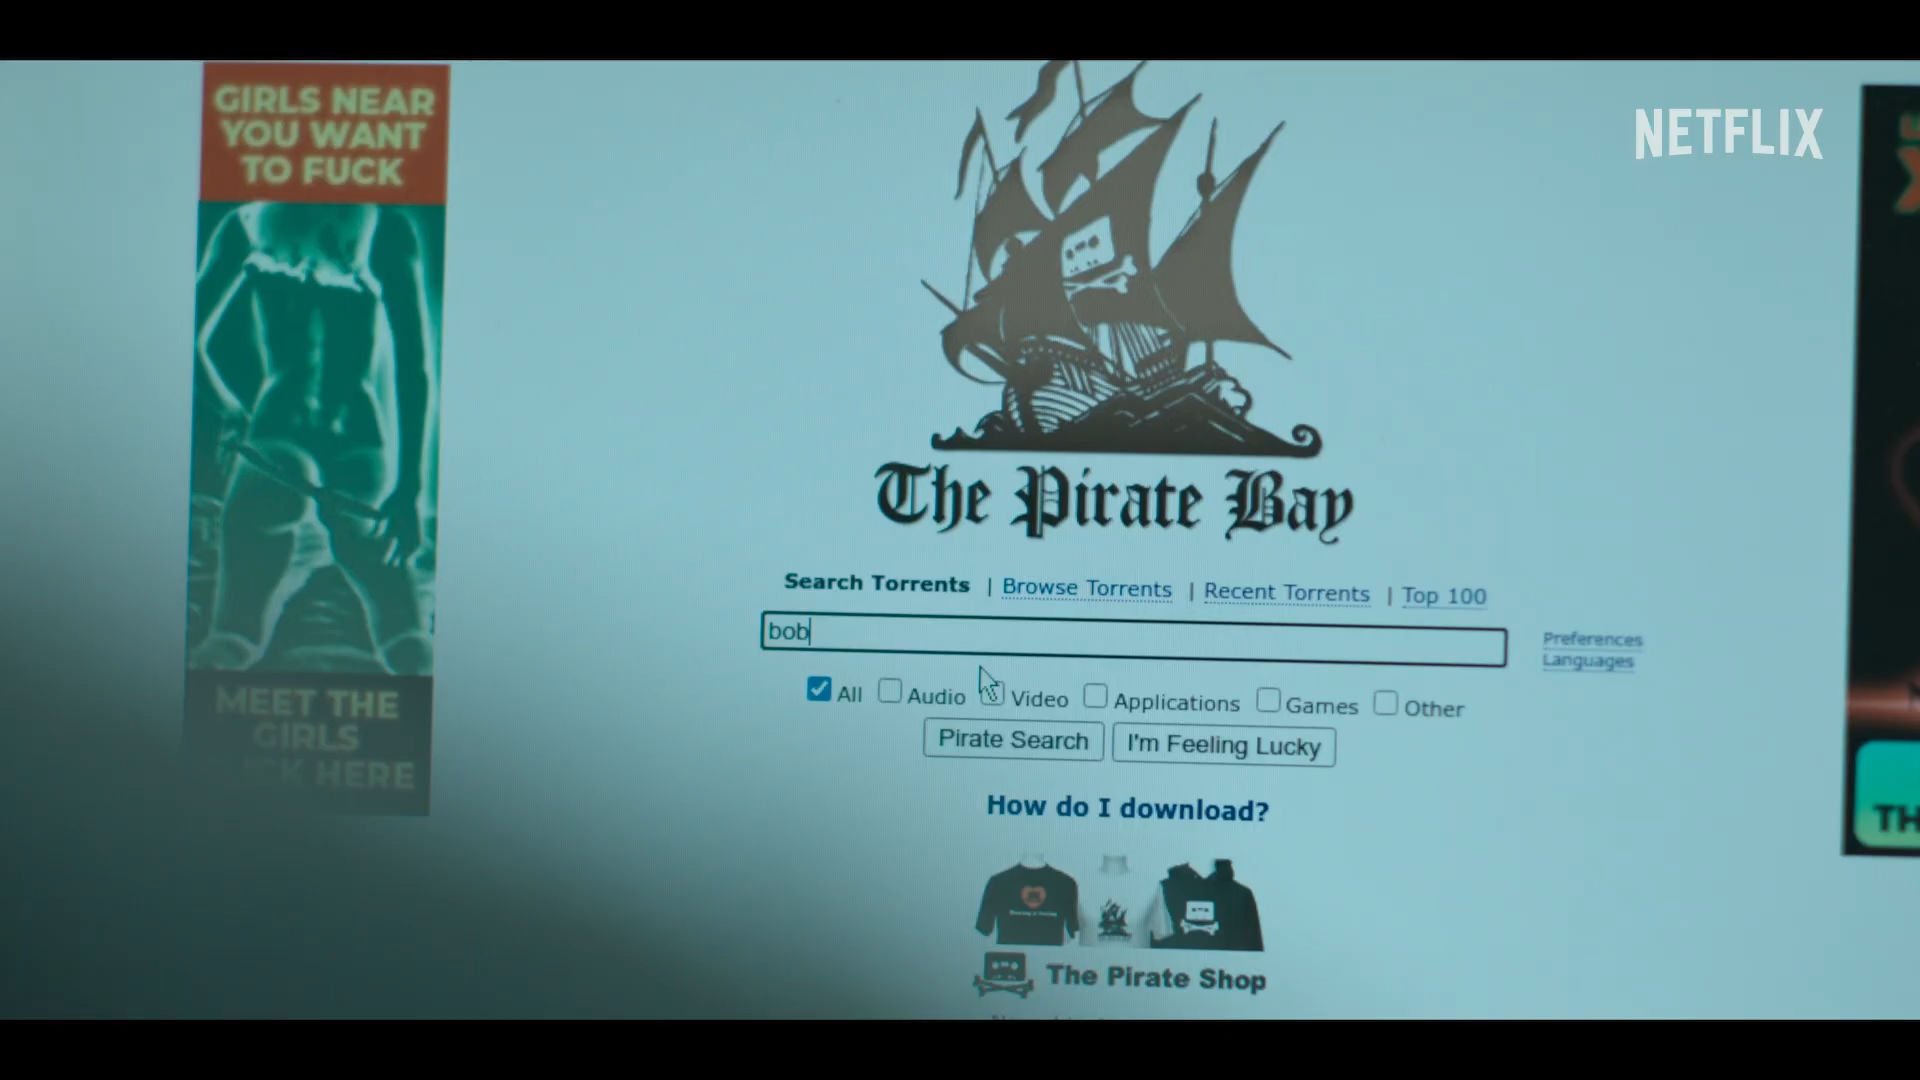 GIRLS NEAR
YOU WANT
TO FUCK
MEET THE
GIRLS
HERE
NETFLIX
The Pirate Bay
Search Torrents | Browse Torrents | Recent Torrents | Top 100
bob
Preferences
Languages
All Audio Video Applications Games Other
Pirate Search I'm Feeling Lucky
How do I download?
The Pirate Shop
TH